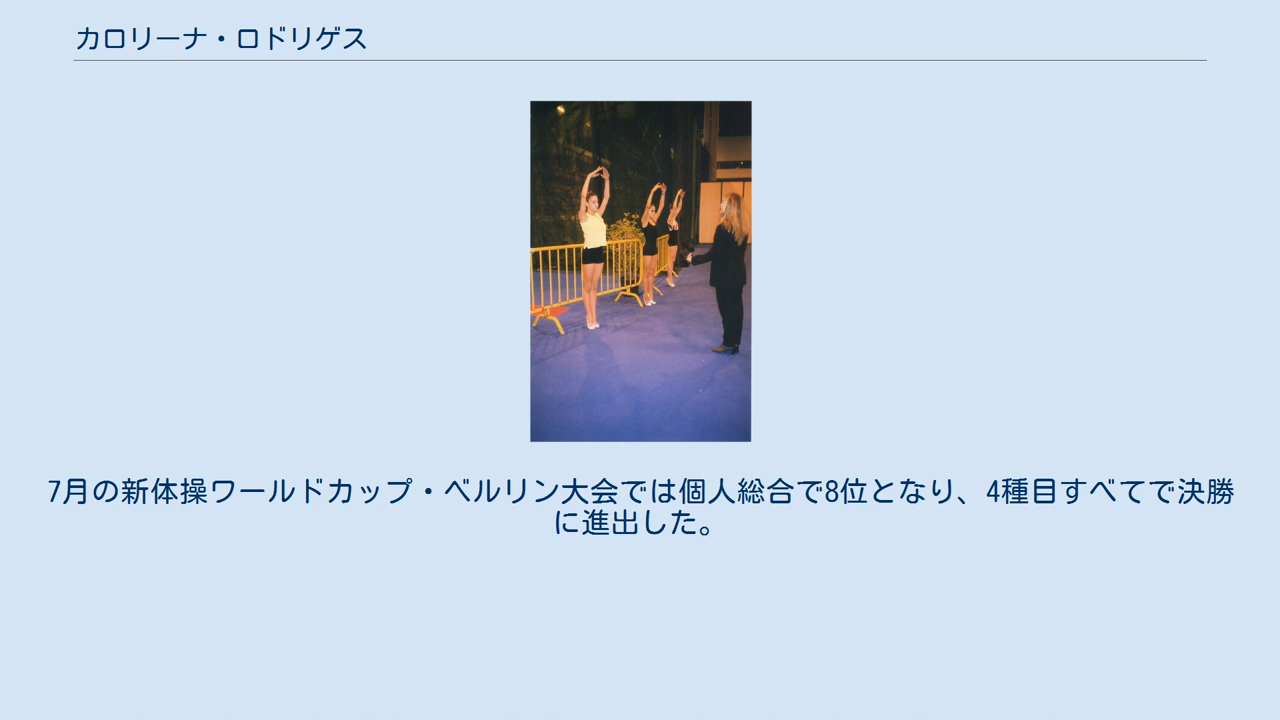 カロリーナ・ロドリゲス
7月の新体操ワールドカップ・ベルリン大会では個人総合で8位となり、4種目すべてで決勝
に進出した。